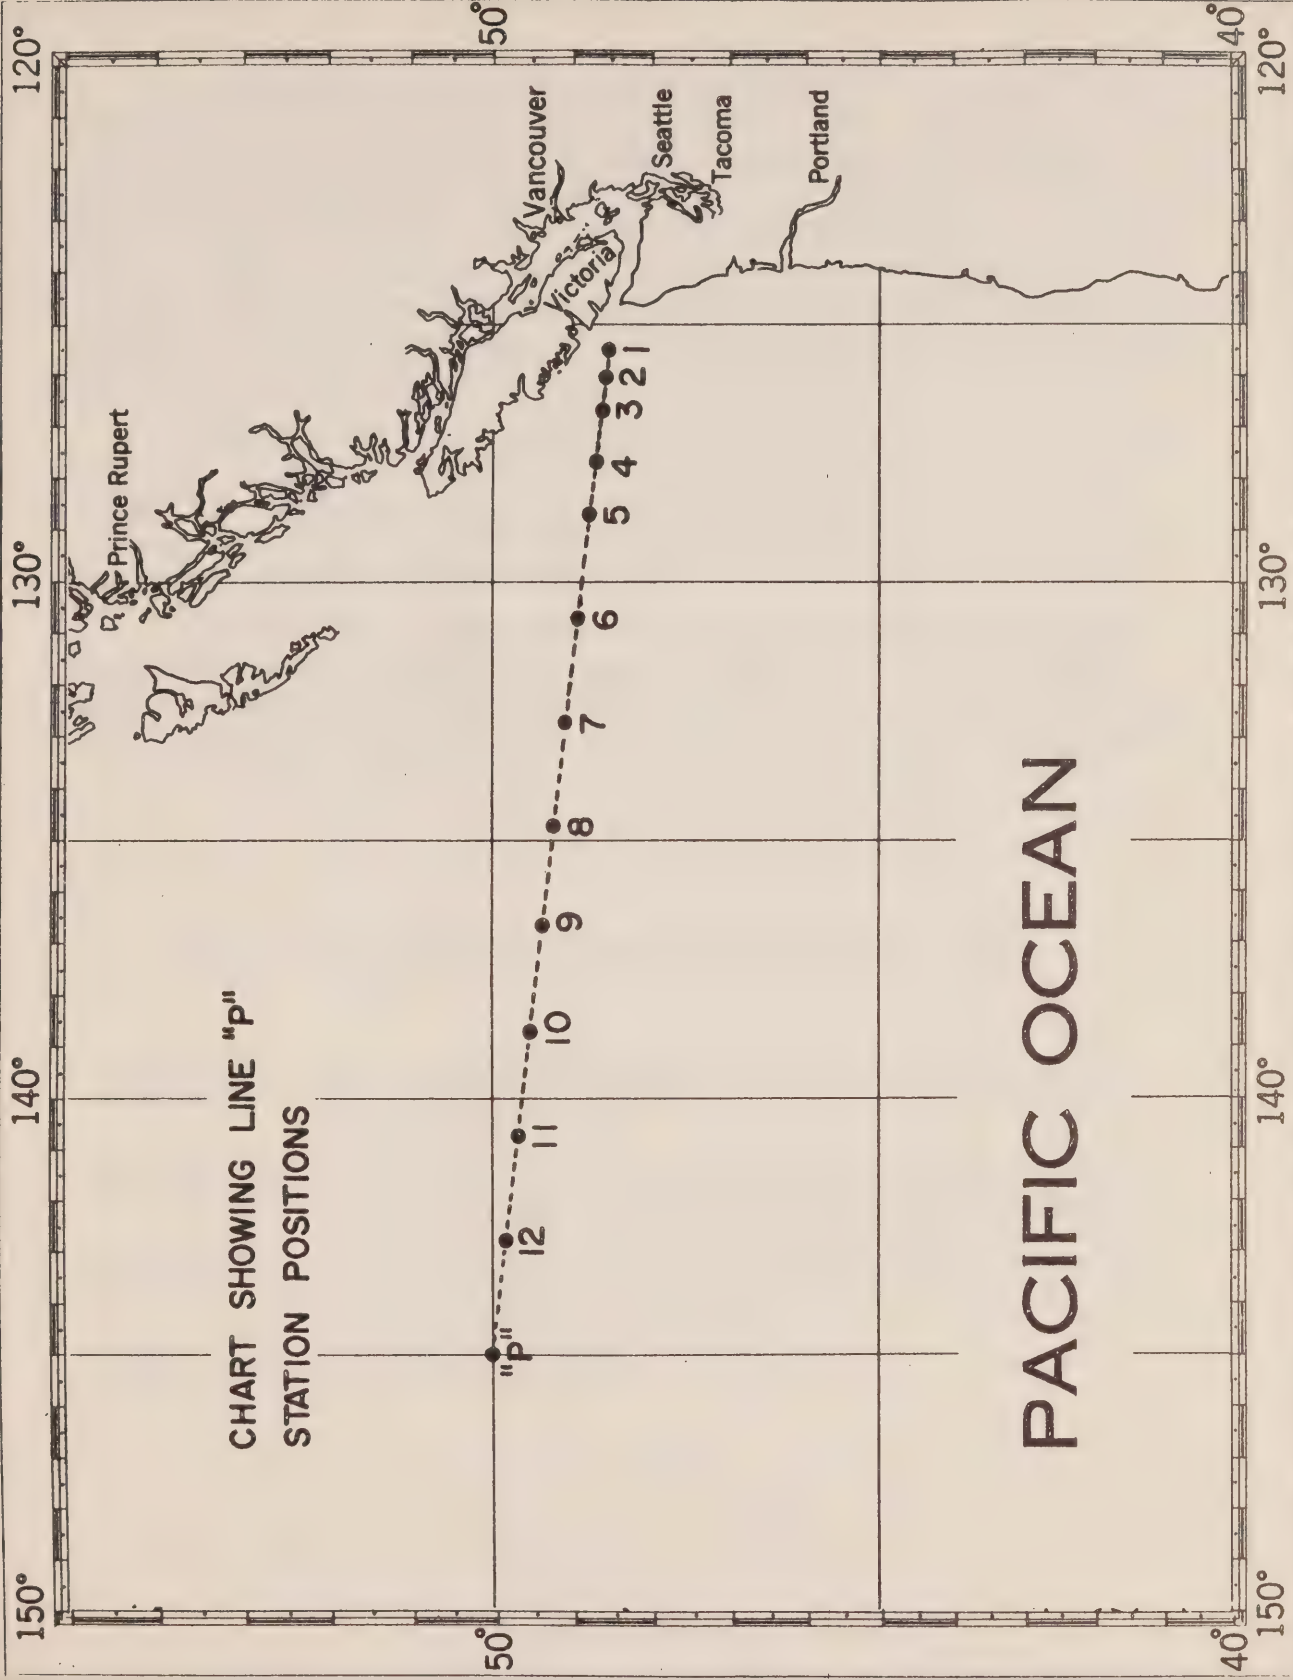 150°
140°
130°
120°
CHART SHOWING LINE "P"
STATION POSITIONS
Prince Rupert
Vancouver
Victoria
Seattle
Tacoma
Portland
50°
50°
"P"
12
11
10
9
8
7
6
5
4
3
2
1
PACIFIC OCEAN
40°
40°
150°
140°
130°
120°